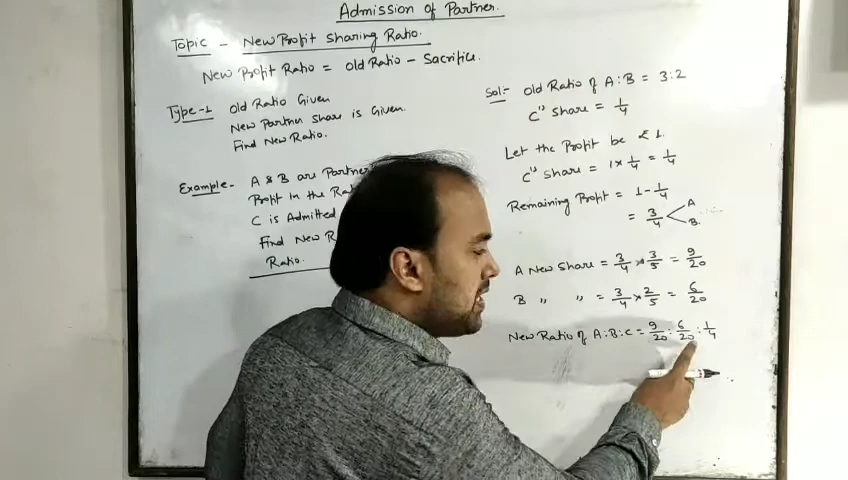 Admission of Partner.
Topic - New Profit Sharing Ratio.
New Profit Ratio = old Ratio - Sacrifice.
Type-1 old Ratio Given
New Partner share is Given
Find New Ratio.
Example- A & B are Partner
Profit in the Ra
C is Admitted
Find New R
Ratio.
Sol:- old Ratio of A:B = 3:2
C's share = 1/4
Let the Profit be ₹ 1.
C's share = 1 × 1/4 = 1/4
Remaining Profit = 1 - 1/4
= 3/4 < A B.
A New Share = 3/4 × 3/5 = 9/20
B " " = 3/4 × 2/5 = 6/20
New Ratio of A:B:C = 9/20 : 6/20 : 1/4